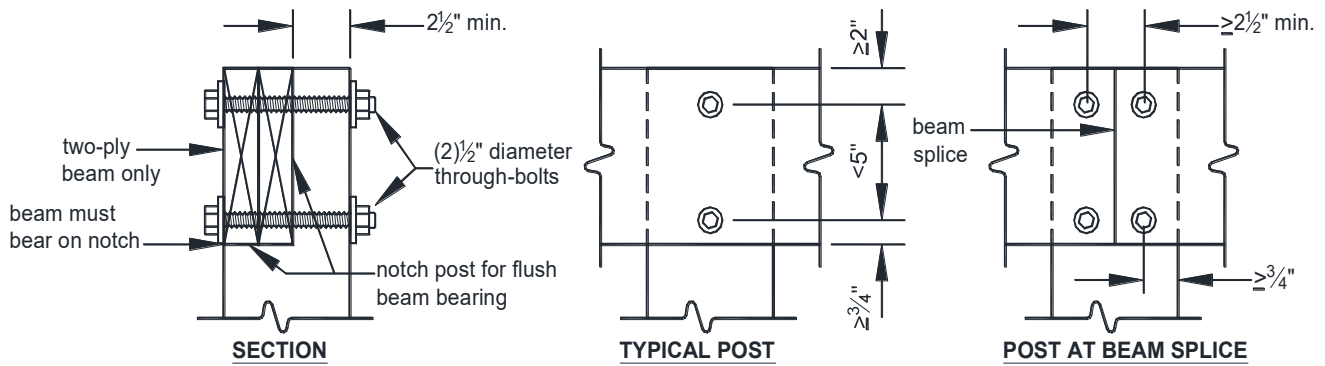 2½" min.
two-ply
beam only
(2)½" diameter
through-bolts
beam must
bear on notch
notch post for flush
beam bearing
SECTION
≥2"
<5"
≥¾"
TYPICAL POST
≥2½" min.
beam
splice
≥¾"
POST AT BEAM SPLICE